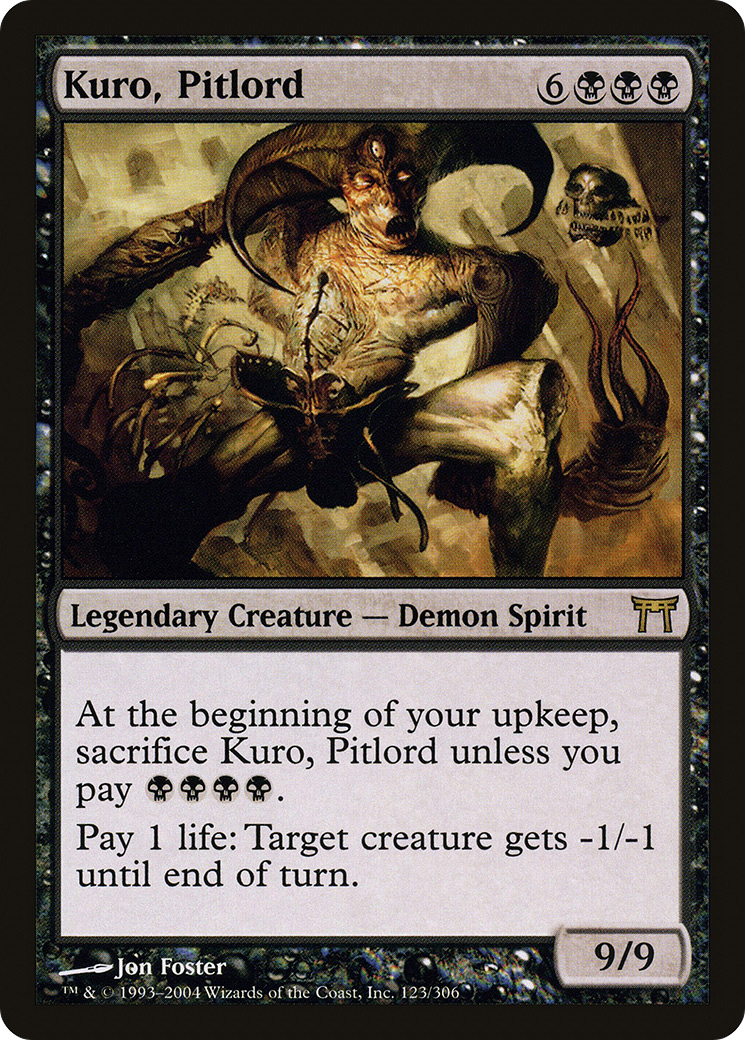 Kuro, Pitlord 6
Legendary Creature — Demon Spirit
At the beginning of your upkeep,
sacrifice Kuro, Pitlord unless you
pay .
Pay 1 life: Target creature gets -1/-1
until end of turn.
9/9
Jon Foster
™ & © 1993–2004 Wizards of the Coast, Inc. 123/306